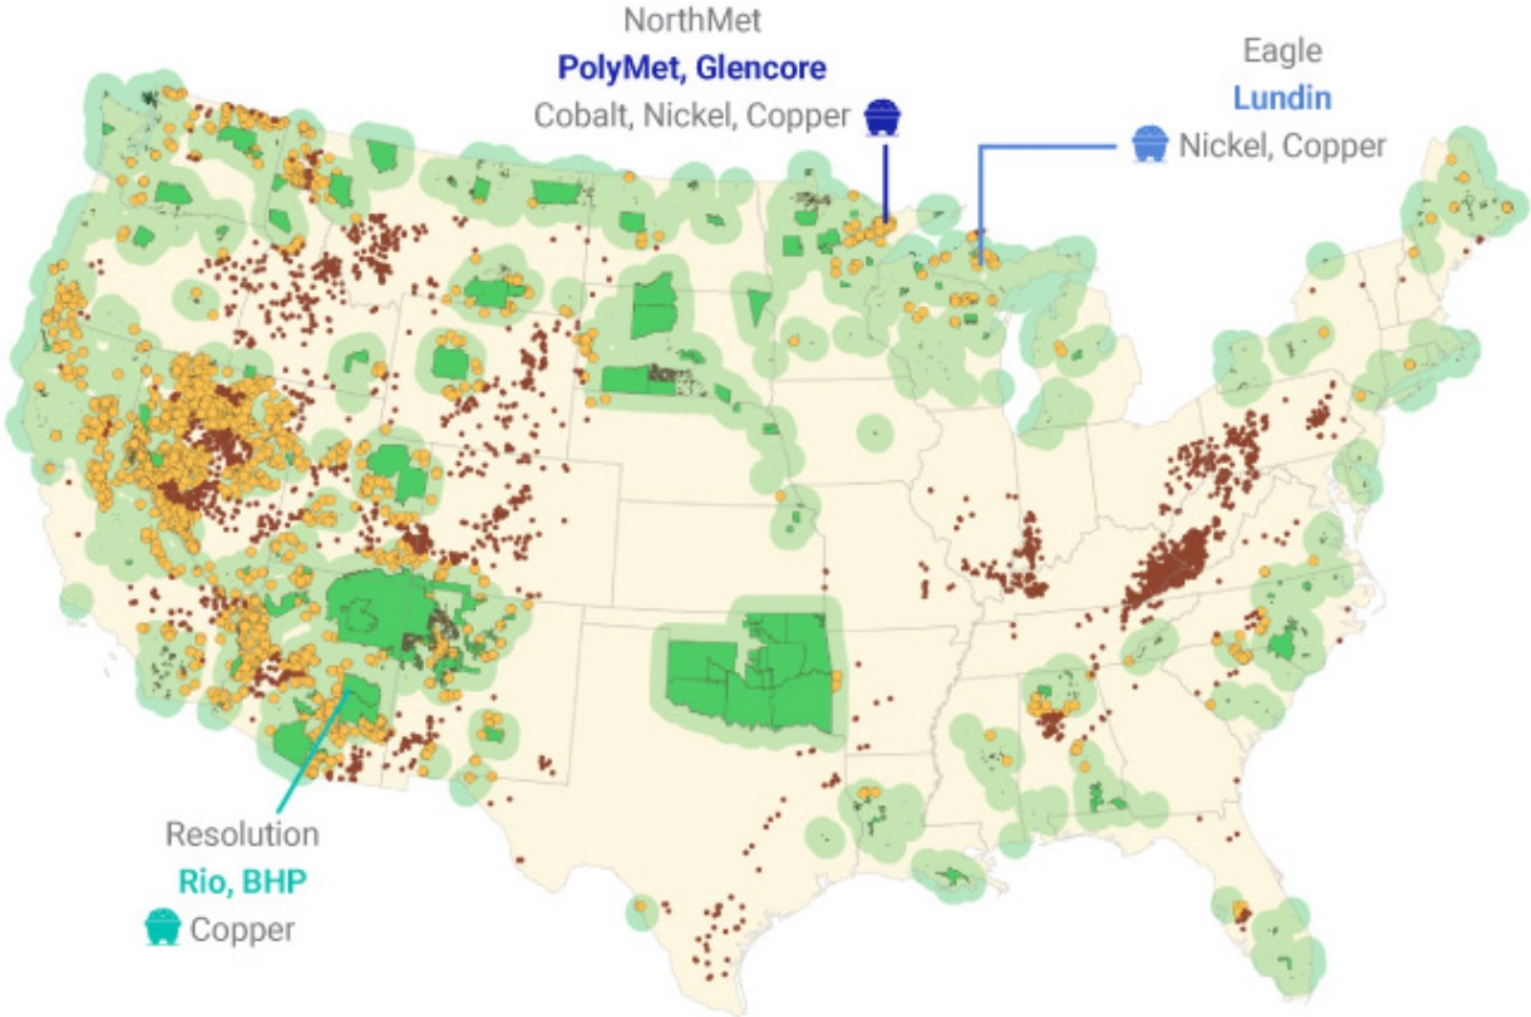 NorthMet
PolyMet, Glencore
Cobalt, Nickel, Copper
Eagle
Lundin
Nickel, Copper
Resolution
Rio, BHP
Copper